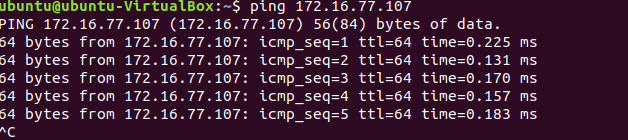 ubuntu@ubuntu-VirtualBox:~$ ping 172.16.77.107
PING 172.16.77.107 (172.16.77.107) 56(84) bytes of data.
64 bytes from 172.16.77.107: icmp_seq=1 ttl=64 time=0.225 ms
64 bytes from 172.16.77.107: icmp_seq=2 ttl=64 time=0.131 ms
64 bytes from 172.16.77.107: icmp_seq=3 ttl=64 time=0.170 ms
64 bytes from 172.16.77.107: icmp_seq=4 ttl=64 time=0.157 ms
64 bytes from 172.16.77.107: icmp_seq=5 ttl=64 time=0.183 ms
^C